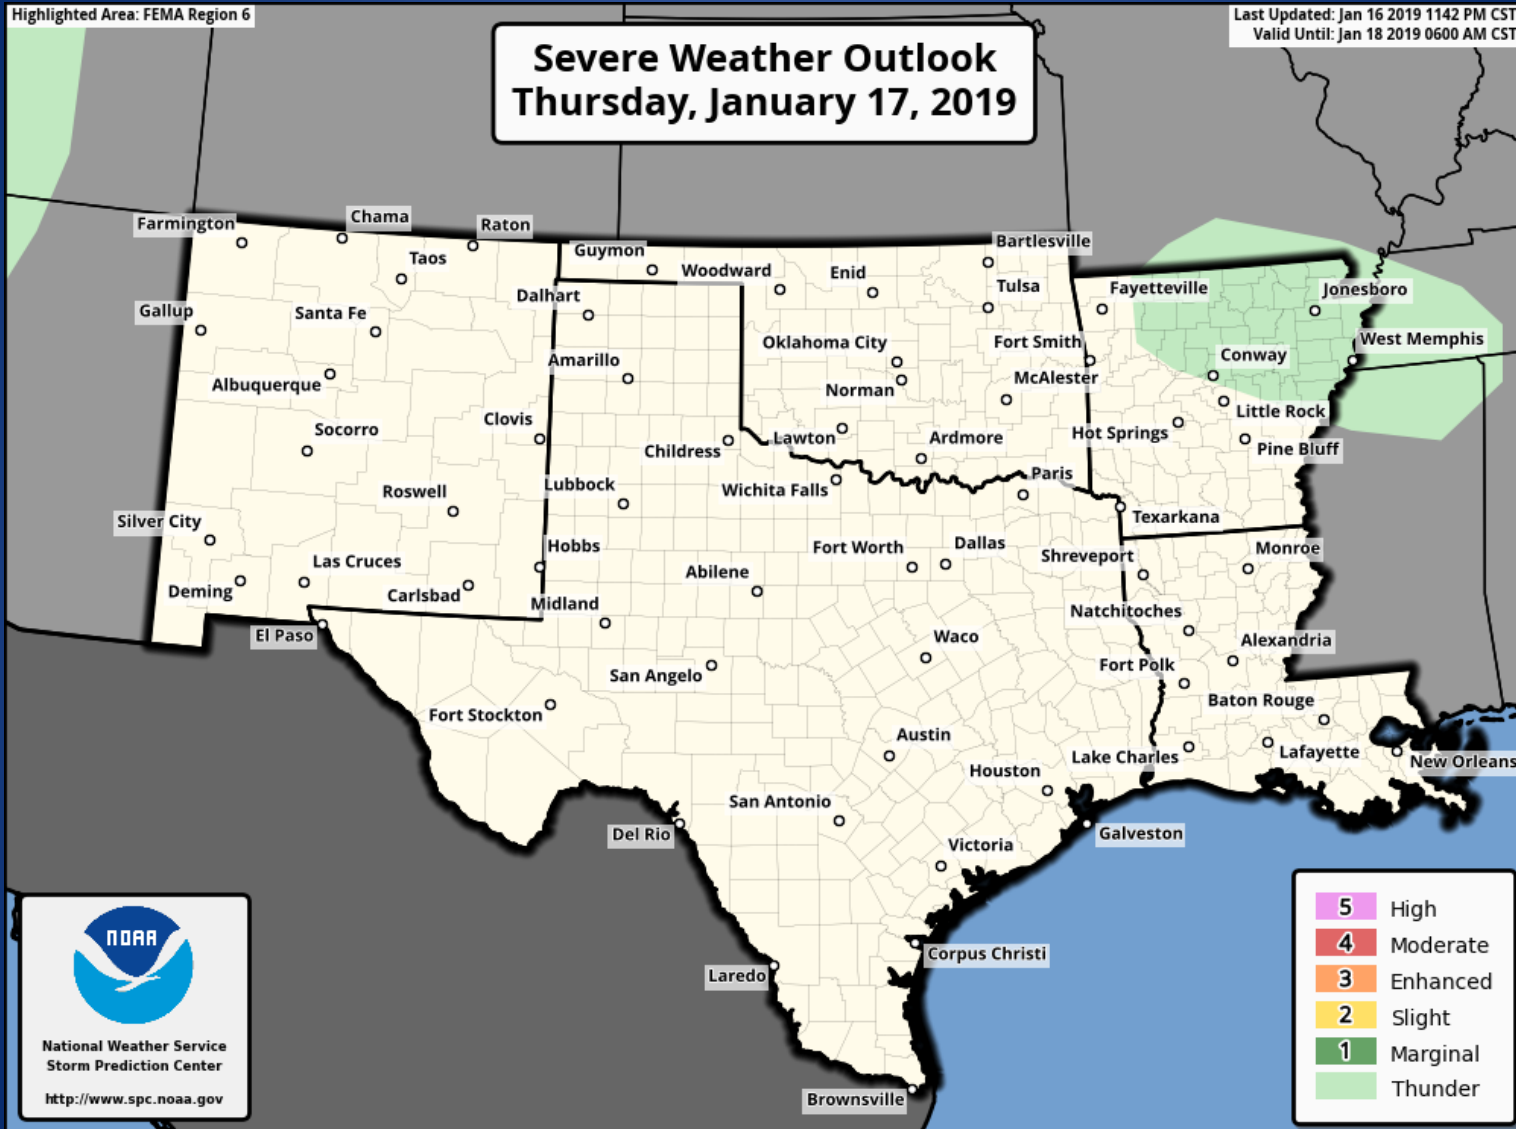 Highlighted Area: FEMA Region 6
Last Updated: Jan 16 2019 1142 PM CST
Valid Until: Jan 18 2019 0600 AM CST
Severe Weather Outlook
Thursday, January 17, 2019
Farmington
Chama
Raton
Taos
Guymon
Woodward
Enid
Bartlesville
Tulsa
Fayetteville
Jonesboro
Gallup
Santa Fe
Dalhart
Oklahoma City
Fort Smith
West Memphis
Albuquerque
Amarillo
Norman
McAlester
Conway
Socorro
Clovis
Childress
Lawton
Ardmore
Hot Springs
Little Rock
Pine Bluff
Roswell
Lubbock
Wichita Falls
Paris
Texarkana
Silver City
Las Cruces
Hobbs
Abilene
Fort Worth
Dallas
Shreveport
Monroe
Deming
Carlsbad
Midland
Natchitoches
El Paso
San Angelo
Waco
Alexandria
Fort Polk
Fort Stockton
Austin
Baton Rouge
Houston
Lake Charles
Lafayette
New Orleans
San Antonio
Del Rio
Galveston
Victoria
Laredo
Corpus Christi
Brownsville
NOAA
National Weather Service
Storm Prediction Center
http://www.spc.noaa.gov
5 High
4 Moderate
3 Enhanced
2 Slight
1 Marginal
Thunder